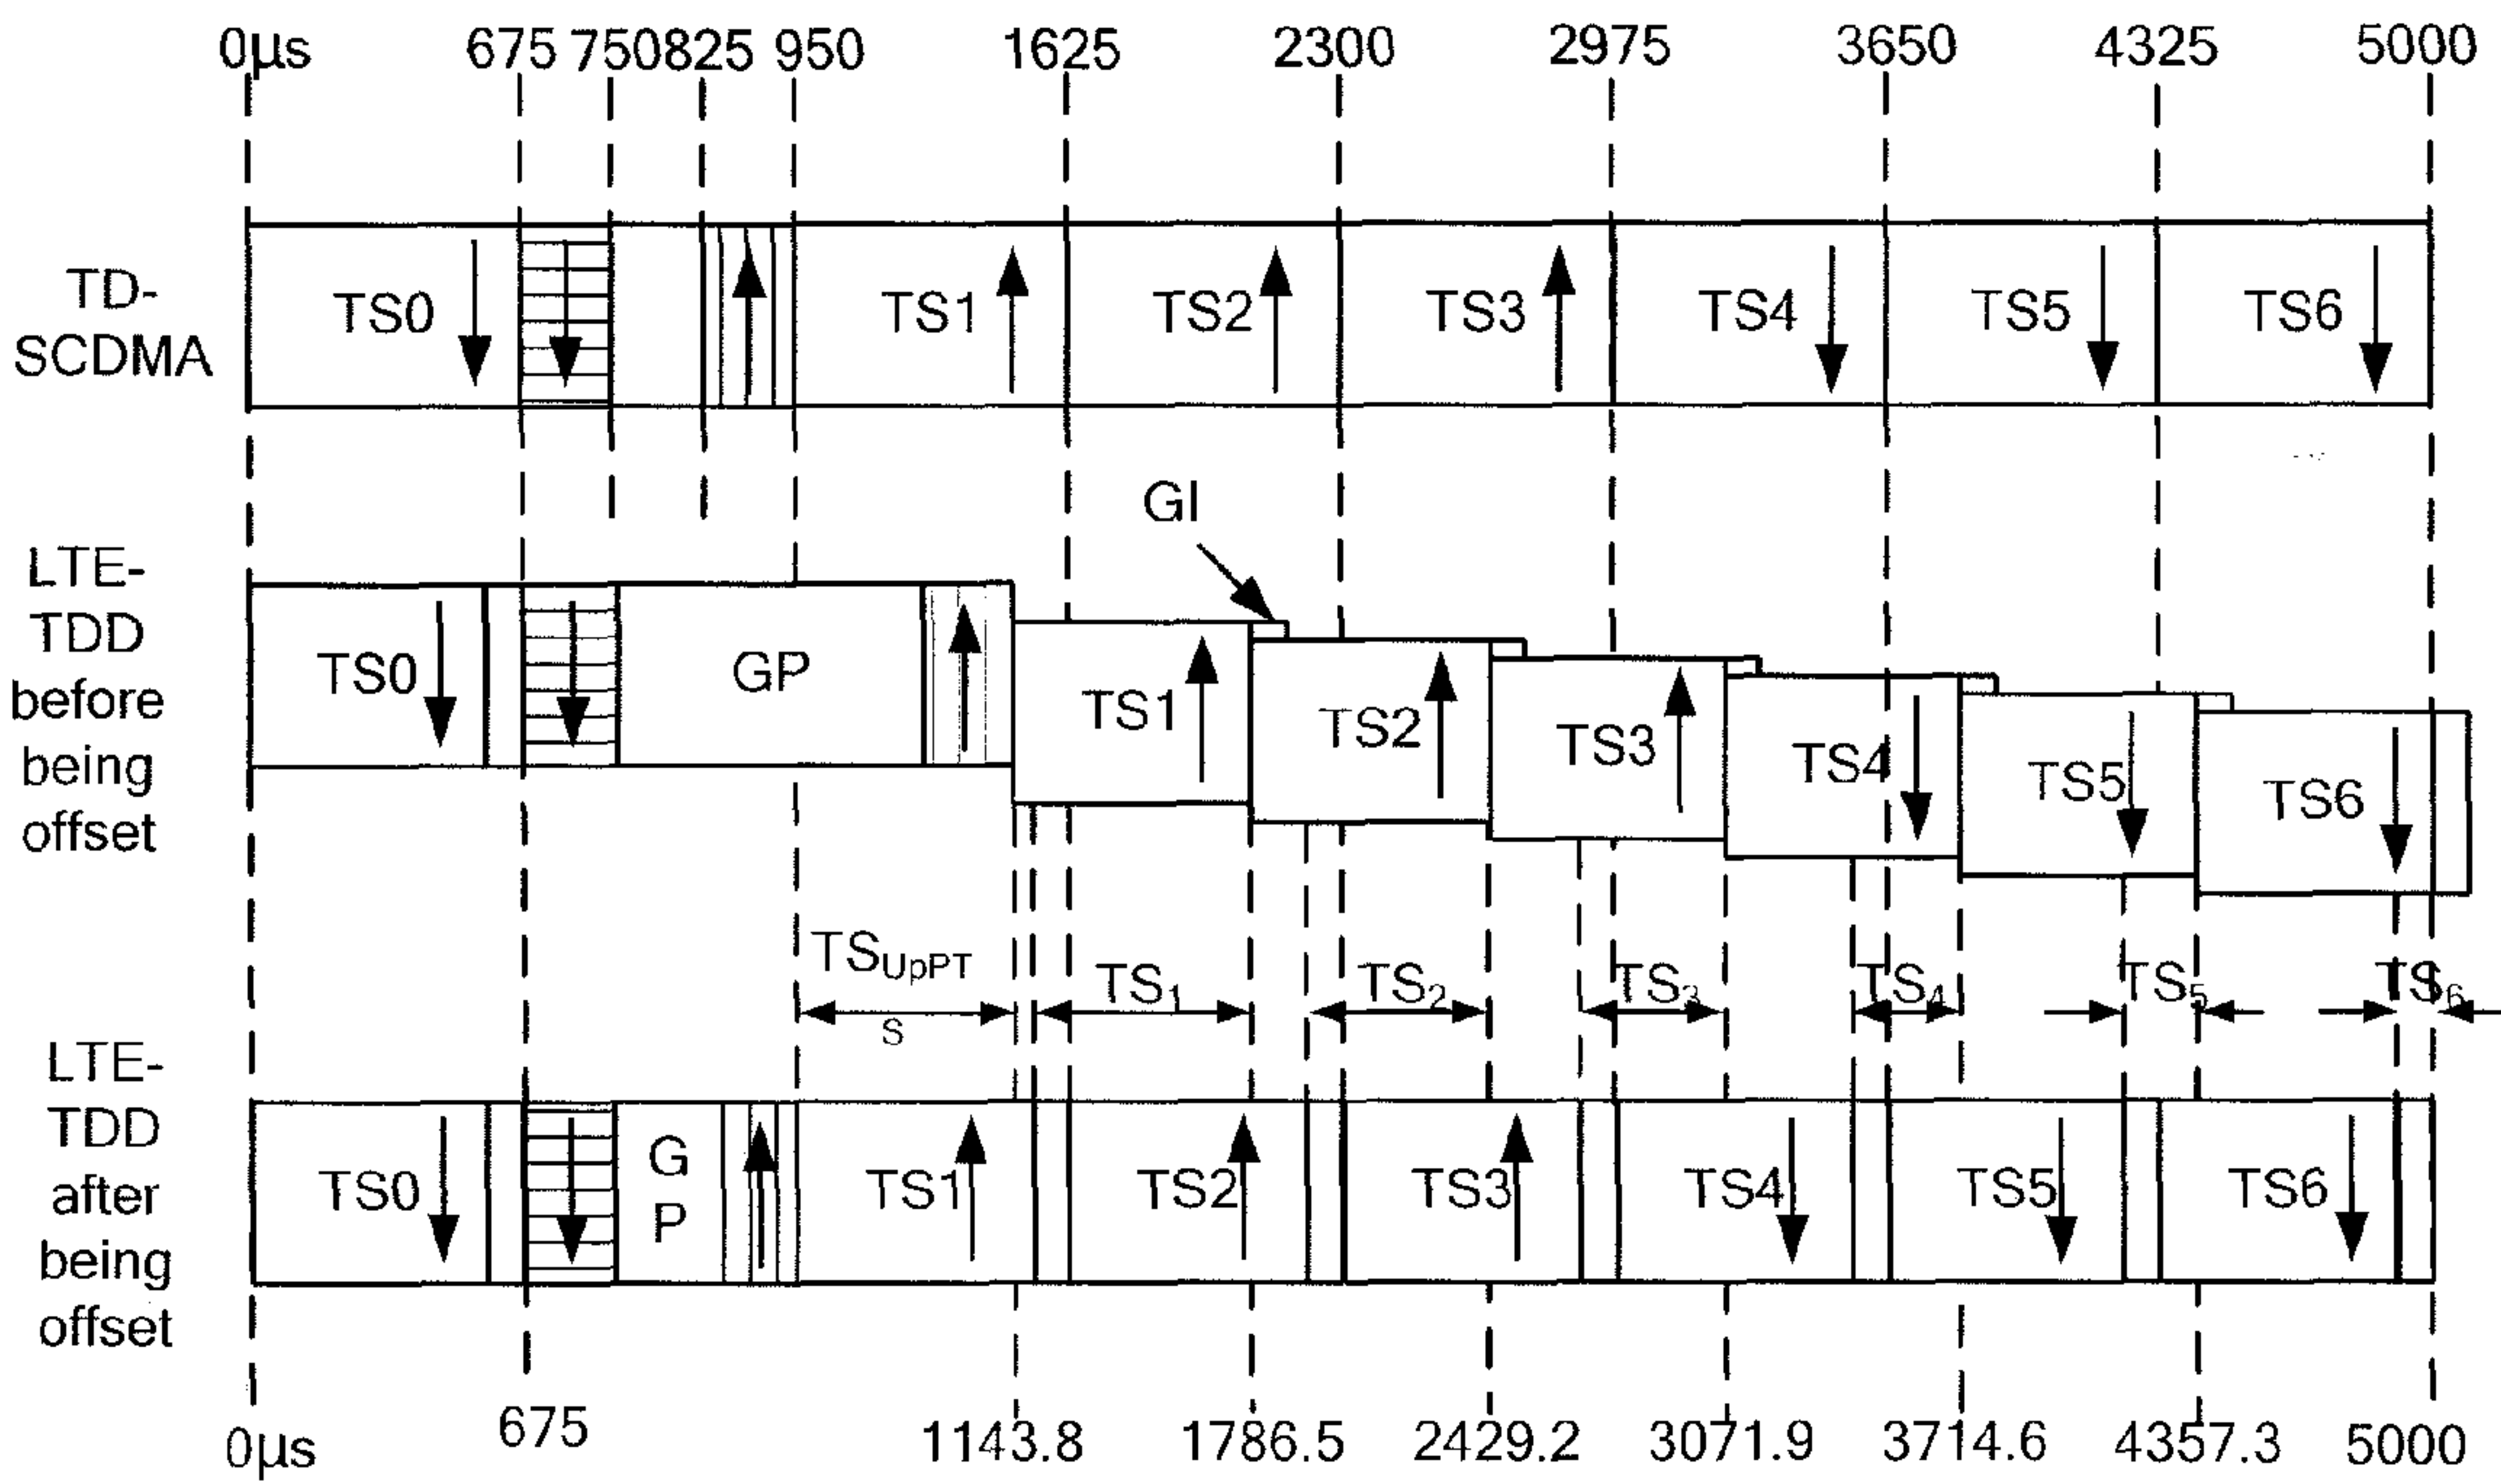 0μs 675 750 825 950 1625 2300 2975 3650 4325 5000
TD-
SCDMA
TS0 TS1 TS2 TS3 TS4 TS5 TS6
GI
LTE-
TDD
before
being
offset
TS0 GP TS1 TS2 TS3 TS4 TS5 TS6
TSUpPT
S
TS1 TS2 TS3 TS4 TS5 TS6
LTE-
TDD
after
being
offset
TS0 G
P TS1 TS2 TS3 TS4 TS5 TS6
0μs 675 1143.8 1786.5 2429.2 3071.9 3714.6 4357.3 5000